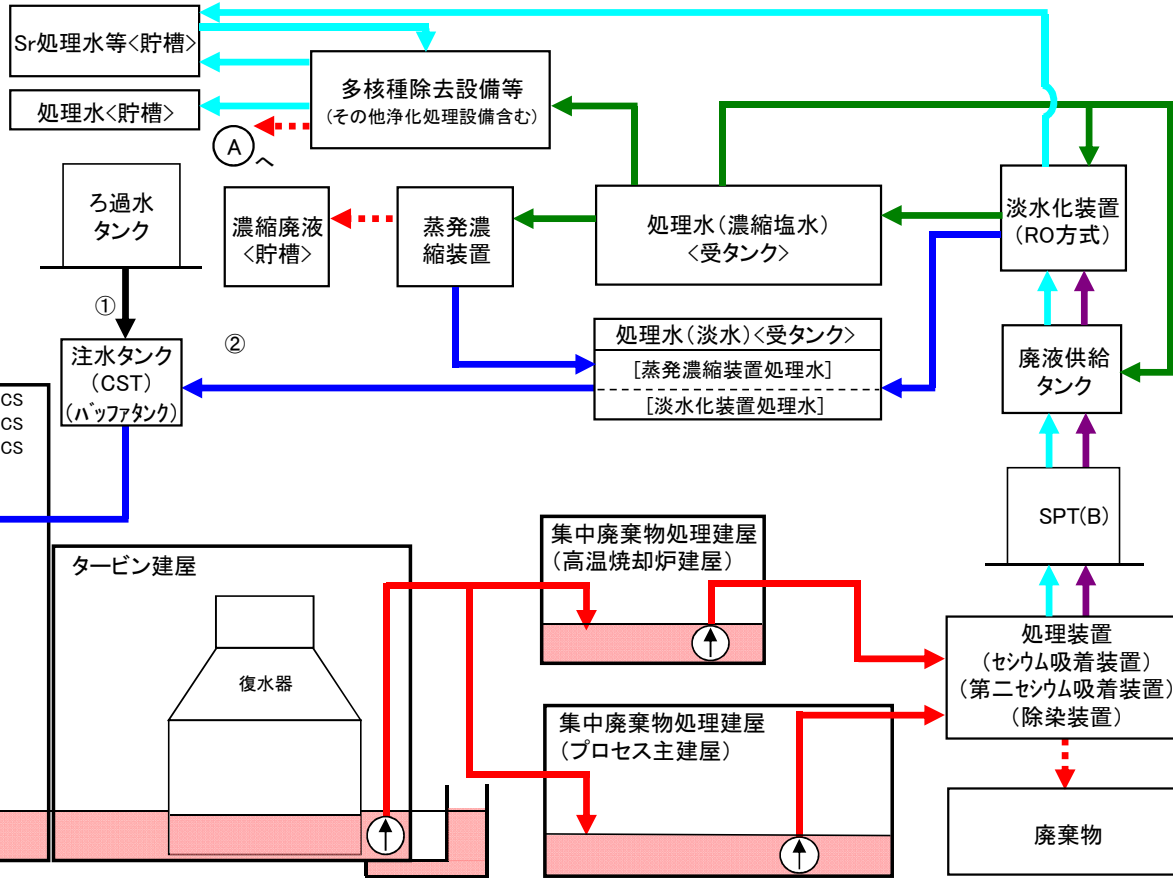 Sr処理水等<貯槽>
処理水<貯槽>
多核種除去設備等
(その他浄化処理設備含む)
A
へ
ろ過水
タンク
濃縮廃液
<貯槽>
蒸発濃
縮装置
処理水(濃縮塩水)
<受タンク>
淡水化装置
(RO方式)
①
②
注水タンク
(CST)
(バッファタンク)
処理水(淡水)<受タンク>
[蒸発濃縮装置処理水]
[淡水化装置処理水]
廃液供給
タンク
CS
CS
CS
SPT(B)
タービン建屋
復水器
集中廃棄物処理建屋
(高温焼却炉建屋)
集中廃棄物処理建屋
(プロセス主建屋)
処理装置
(セシウム吸着装置)
(第二セシウム吸着装置)
(除染装置)
廃棄物